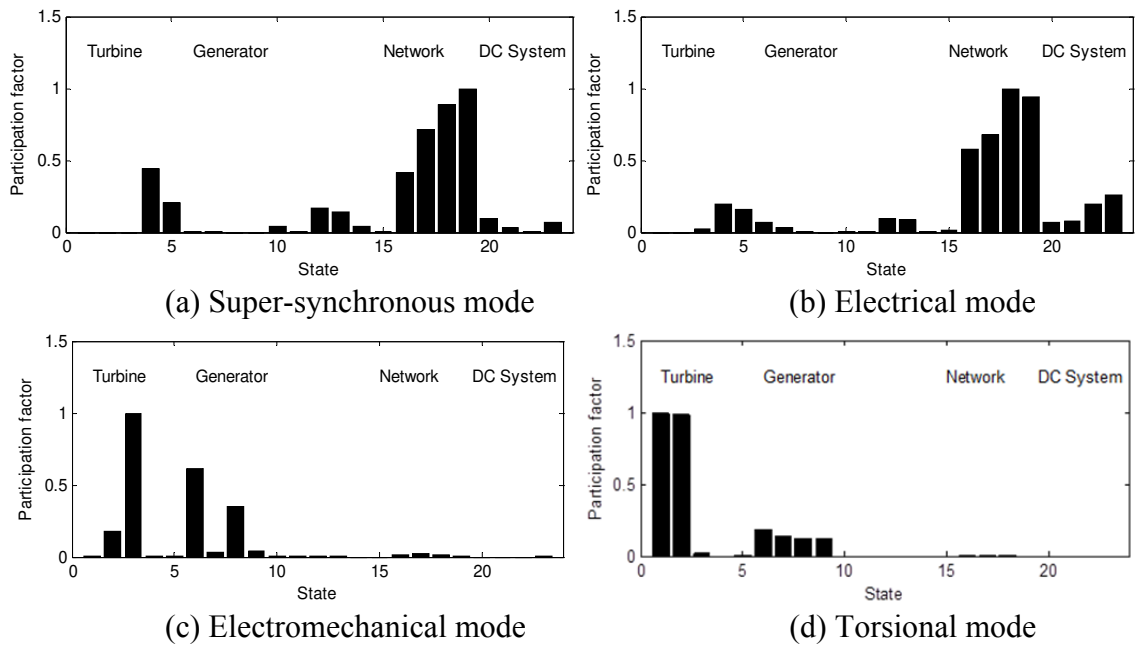 1.5
Turbine Generator Network DC System
1
0.5
0
Participation factor
0 5 10 15 20
State
(a) Super-synchronous mode
1.5
Turbine Generator Network DC System
1
0.5
0
Participation factor
0 5 10 15 20
State
(b) Electrical mode
1.5
Turbine Generator Network DC System
1
0.5
0
Participation factor
0 5 10 15 20
State
(c) Electromechanical mode
1.5
Turbine Generator Network DC System
1
0.5
0
Participation factor
0 5 10 15 20
State
(d) Torsional mode